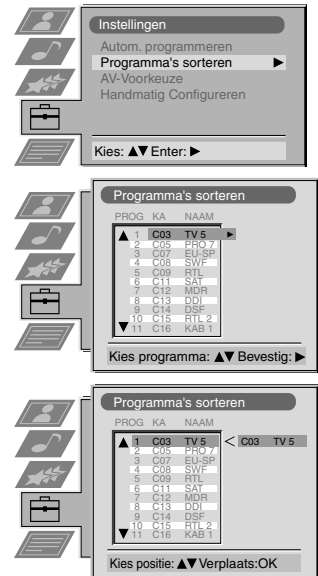 Instellingen
Autom. programmeren
Programma's sorteren ▶
AV-Voorkeuze
Handmatig Configureren
Kies: ▲▼ Enter: ▶
Programma's sorteren
PROG KA NAAM
1 C03 TV 5 ▶
2 C05 PRO 7
3 C07 EU-SP
4 C08 SWF
5 C09 RTL
6 C11 SAT
7 C12 MDR
8 C13 DDI
9 C14 DSF
10 C15 RTL 2
11 C16 KAB 1
Kies programma: ▲▼ Bevestig: ▶
Programma's sorteren
PROG KA NAAM
1 C03 TV 5 < C03 TV 5
2 C05 PRO 7
3 C07 EU-SP
4 C08 SWF
5 C09 RTL
6 C11 SAT
7 C12 MDR
8 C13 DDI
9 C14 DSF
10 C15 RTL 2
11 C16 KAB 1
Kies positie: ▲▼ Verplaats:OK